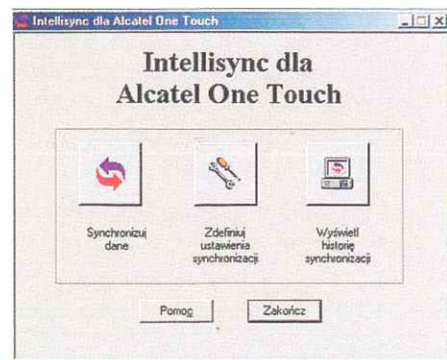 Intellisync dla Alcatel One Touch
Intellisync dla
Alcatel One Touch
Synchronizuj
dane
Zdefiniuj
ustawienia
synchronizacji
Wyświetl
historię
synchronizacji
Pomoc
Zakończ